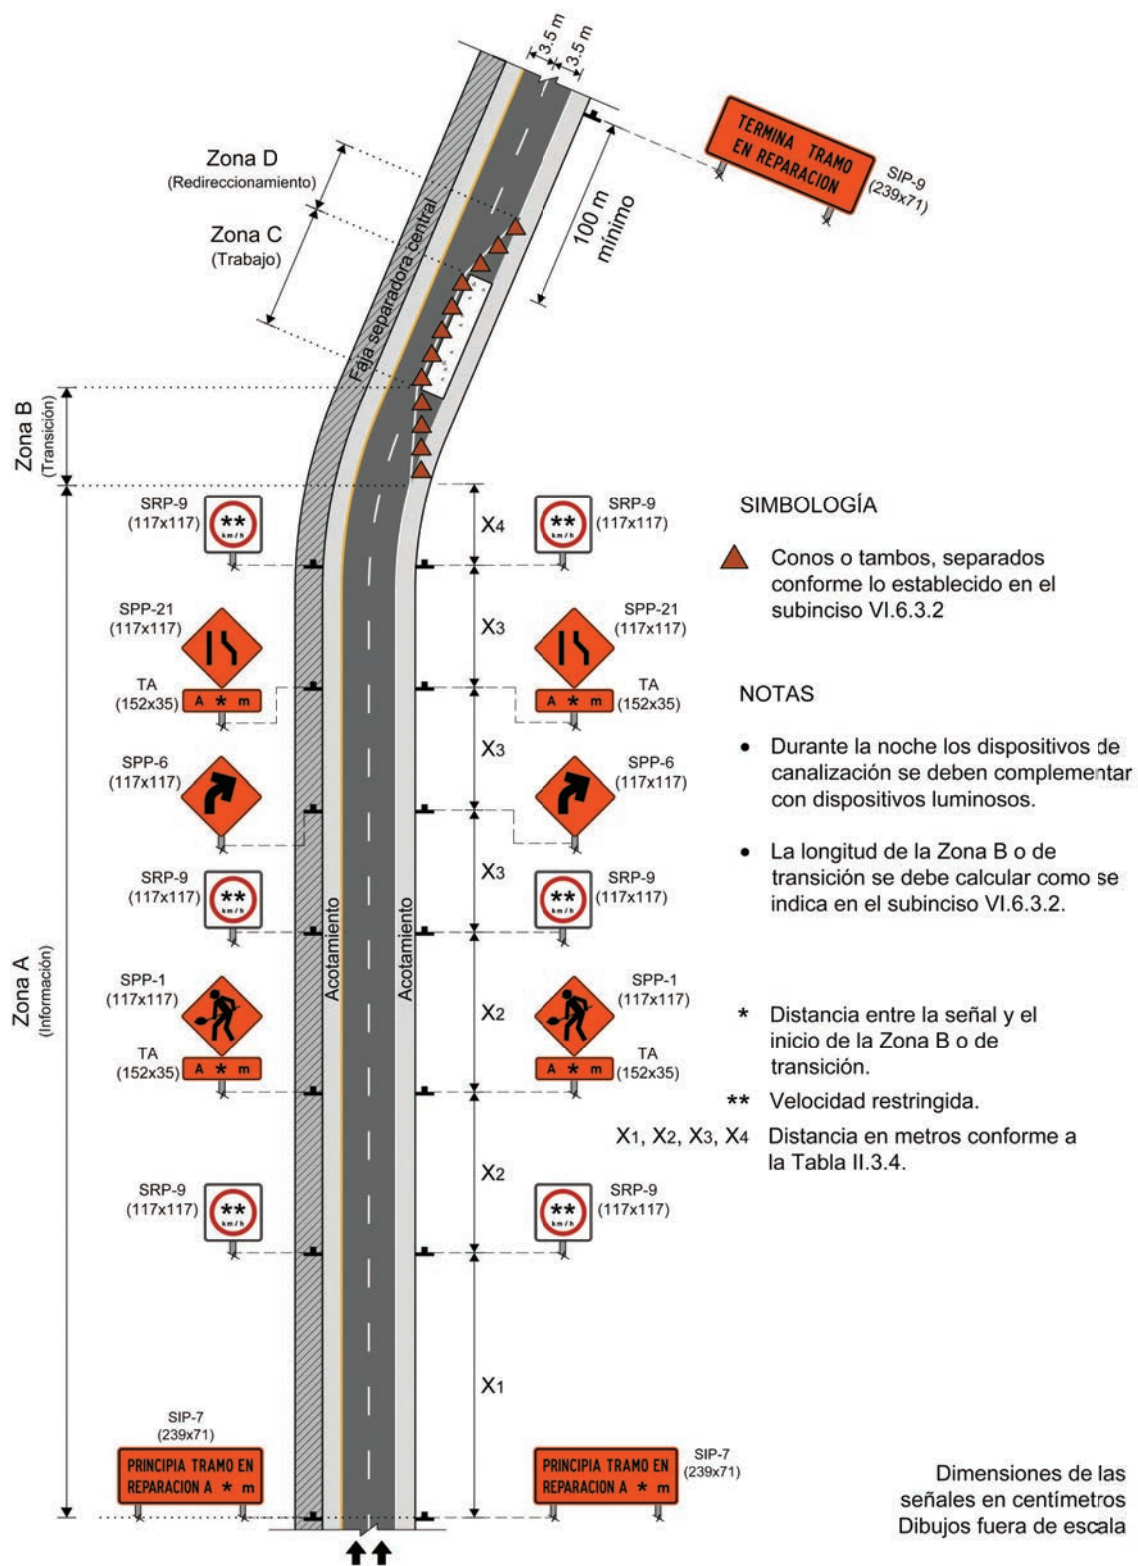 3.5 m
3.5 m
TERMINA TRAMO
EN REPARACION
SIP-9
(239x71)
Zona D
(Redireccionamiento)
Zona C
(Trabajo)
100 m
mínimo
Faja separadora central
Zona B
(Transición)
SRP-9
(117x117)
**
km/h
X4
SRP-9
(117x117)
**
km/h
SIMBOLOGÍA
Conos o tambos, separados
conforme lo establecido en el
subinciso VI.6.3.2
SPP-21
(117x117)
TA
(152x35)
A * m
X3
SPP-21
(117x117)
TA
(152x35)
A * m
NOTAS
• Durante la noche los dispositivos de
canalización se deben complementar
con dispositivos luminosos.
• La longitud de la Zona B o de
transición se debe calcular como se
indica en el subinciso VI.6.3.2.
SPP-6
(117x117)
X3
SPP-6
(117x117)
SRP-9
(117x117)
**
km/h
X3
SRP-9
(117x117)
**
km/h
Zona A
(Información)
Acotamiento
Acotamiento
SPP-1
(117x117)
TA
(152x35)
A * m
X2
SPP-1
(117x117)
TA
(152x35)
A * m
* Distancia entre la señal y el
inicio de la Zona B o de
transición.
** Velocidad restringida.
X1, X2, X3, X4 Distancia en metros conforme a
la Tabla II.3.4.
X2
SRP-9
(117x117)
**
km/h
SRP-9
(117x117)
**
km/h
X1
SIP-7
(239x71)
PRINCIPIA TRAMO EN
REPARACION A * m
PRINCIPIA TRAMO EN
REPARACION A * m
SIP-7
(239x71)
Dimensiones de las
señales en centímetros
Dibujos fuera de escala